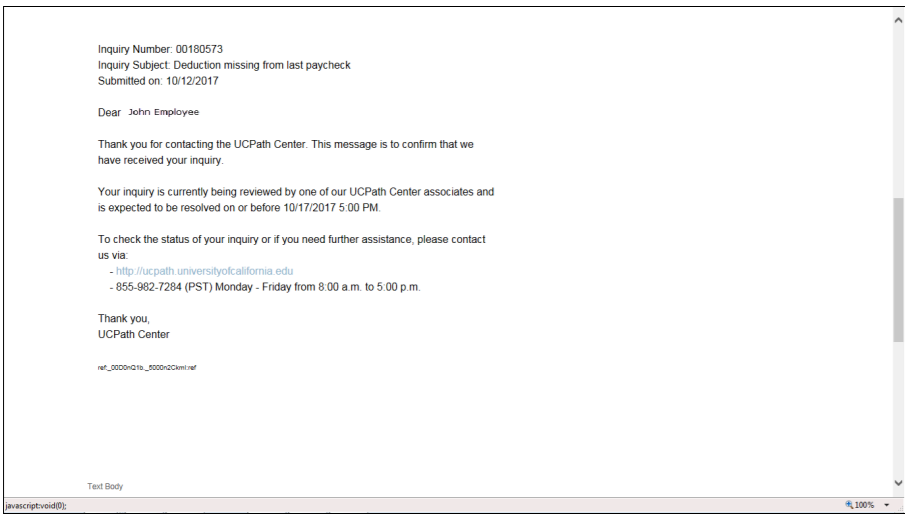 Inquiry Number: 00180573
Inquiry Subject: Deduction missing from last paycheck
Submitted on: 10/12/2017
Dear John Employee
Thank you for contacting the UCPath Center. This message is to confirm that we
have received your inquiry.
Your inquiry is currently being reviewed by one of our UCPath Center associates and
is expected to be resolved on or before 10/17/2017 5:00 PM.
To check the status of your inquiry or if you need further assistance, please contact
us via:
- http://ucpath.universityofcalifornia.edu
- 855-982-7284 (PST) Monday - Friday from 8:00 a.m. to 5:00 p.m.
Thank you,
UCPath Center
ref:_00D0nQ1b._5000n2Ckml:ref
Text Body
javascript:void(0);
100%